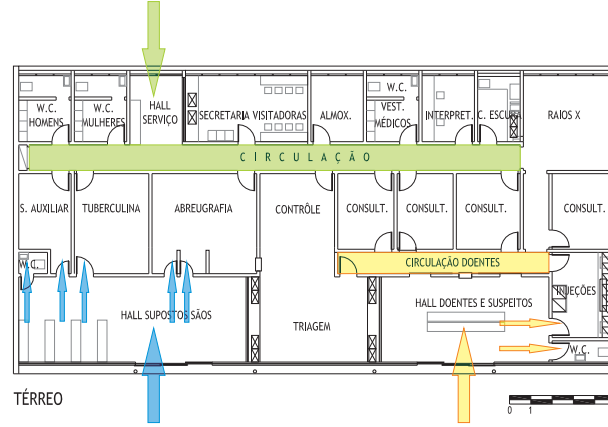 W.C.
HOMENS
W.C.
MULHERES
HALL
SERVIÇO
SECRETARIA VISITADORAS
ALMOX.
W.C.
VEST.
MÉDICOS
INTERPRET.
C. ESCURA
RAIOS X
CIRCULAÇÃO
S. AUXILIAR
TUBERCULINA
ABREUGRAFIA
CONTRÔLE
CONSULT.
CONSULT.
CONSULT.
CONSULT.
W.C.
CIRCULAÇÃO DOENTES
INJEÇÕES
HALL SUPOSTOS SÃOS
TRIAGEM
HALL DOENTES E SUSPEITOS
W.C.
TÉRREO
0 1